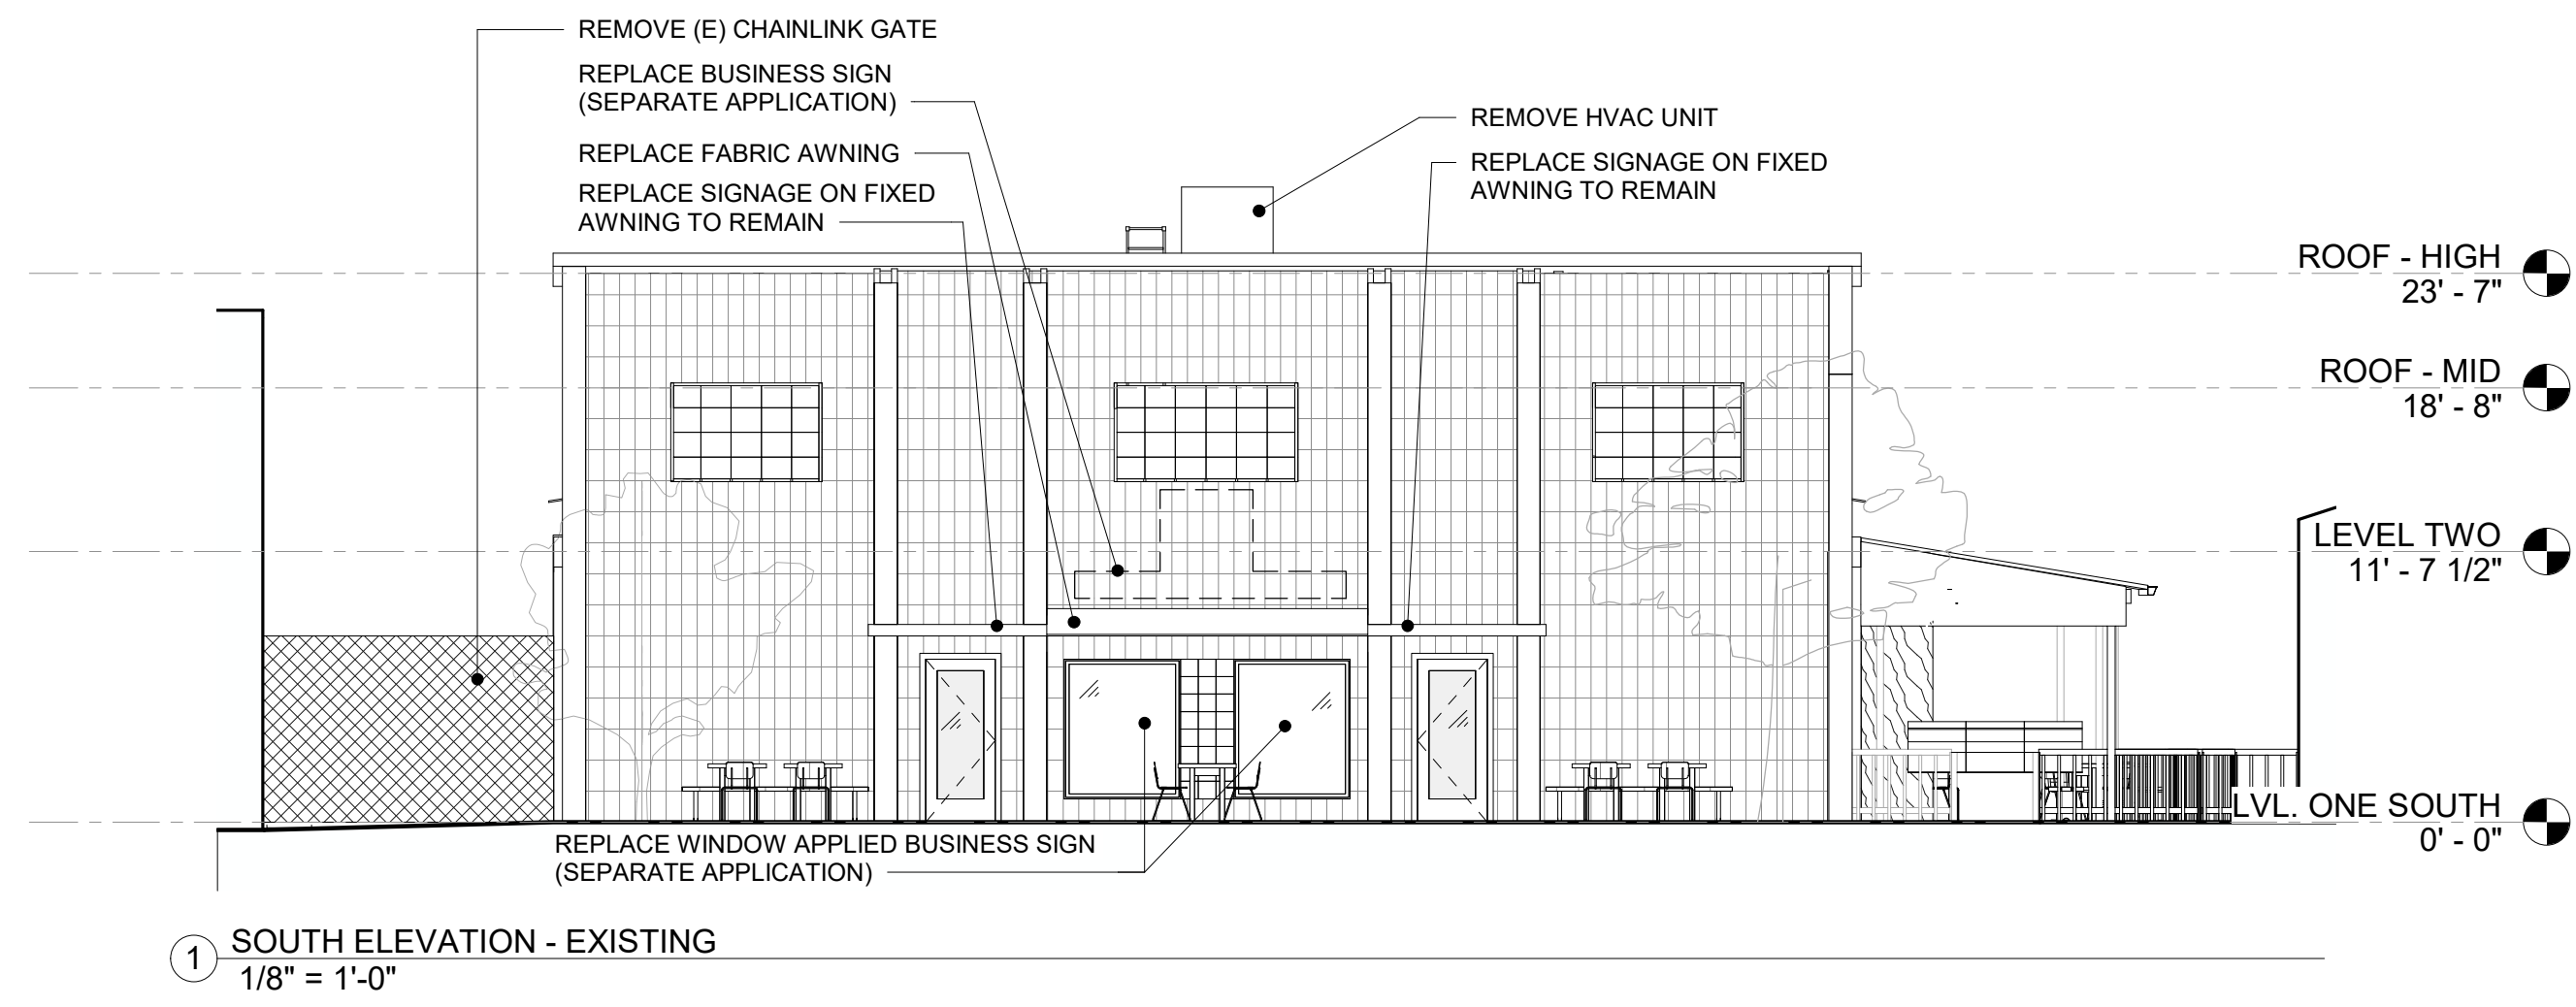 REMOVE (E) CHAINLINK GATE
REPLACE BUSINESS SIGN
(SEPARATE APPLICATION)
REPLACE FABRIC AWNING
REPLACE SIGNAGE ON FIXED
AWNING TO REMAIN
REMOVE HVAC UNIT
REPLACE SIGNAGE ON FIXED
AWNING TO REMAIN
ROOF - HIGH
23' - 7"
ROOF - MID
18' - 8"
LEVEL TWO
11' - 7 1/2"
LVL. ONE SOUTH
0' - 0"
REPLACE WINDOW APPLIED BUSINESS SIGN
(SEPARATE APPLICATION)
1 SOUTH ELEVATION - EXISTING
1/8" = 1'-0"